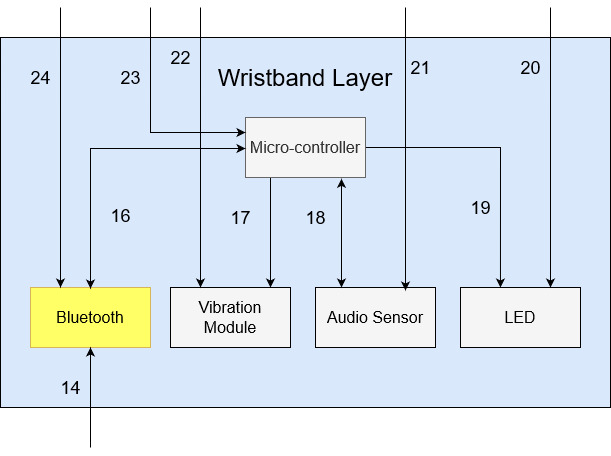 22
24
23
21
20
Wristband Layer
Micro-controller
16
17
18
19
Bluetooth
Vibration
Module
Audio Sensor
LED
14